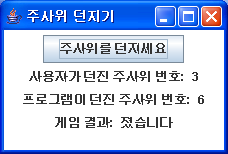 주사위 던지기
주사위를 던져세요
사용자가 던진 주사위 번호: 3
프로그램이 던진 주사위 번호: 6
게임 결과: 졌습니다